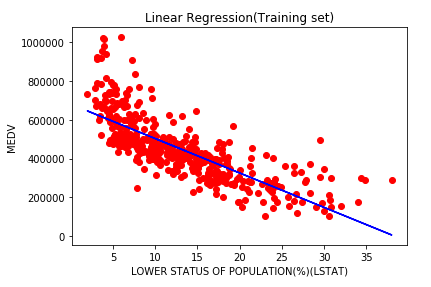 Linear Regression(Training set)
1000000
800000
600000
400000
200000
0
MEDV
5 10 15 20 25 30 35
LOWER STATUS OF POPULATION(%)(LSTAT)